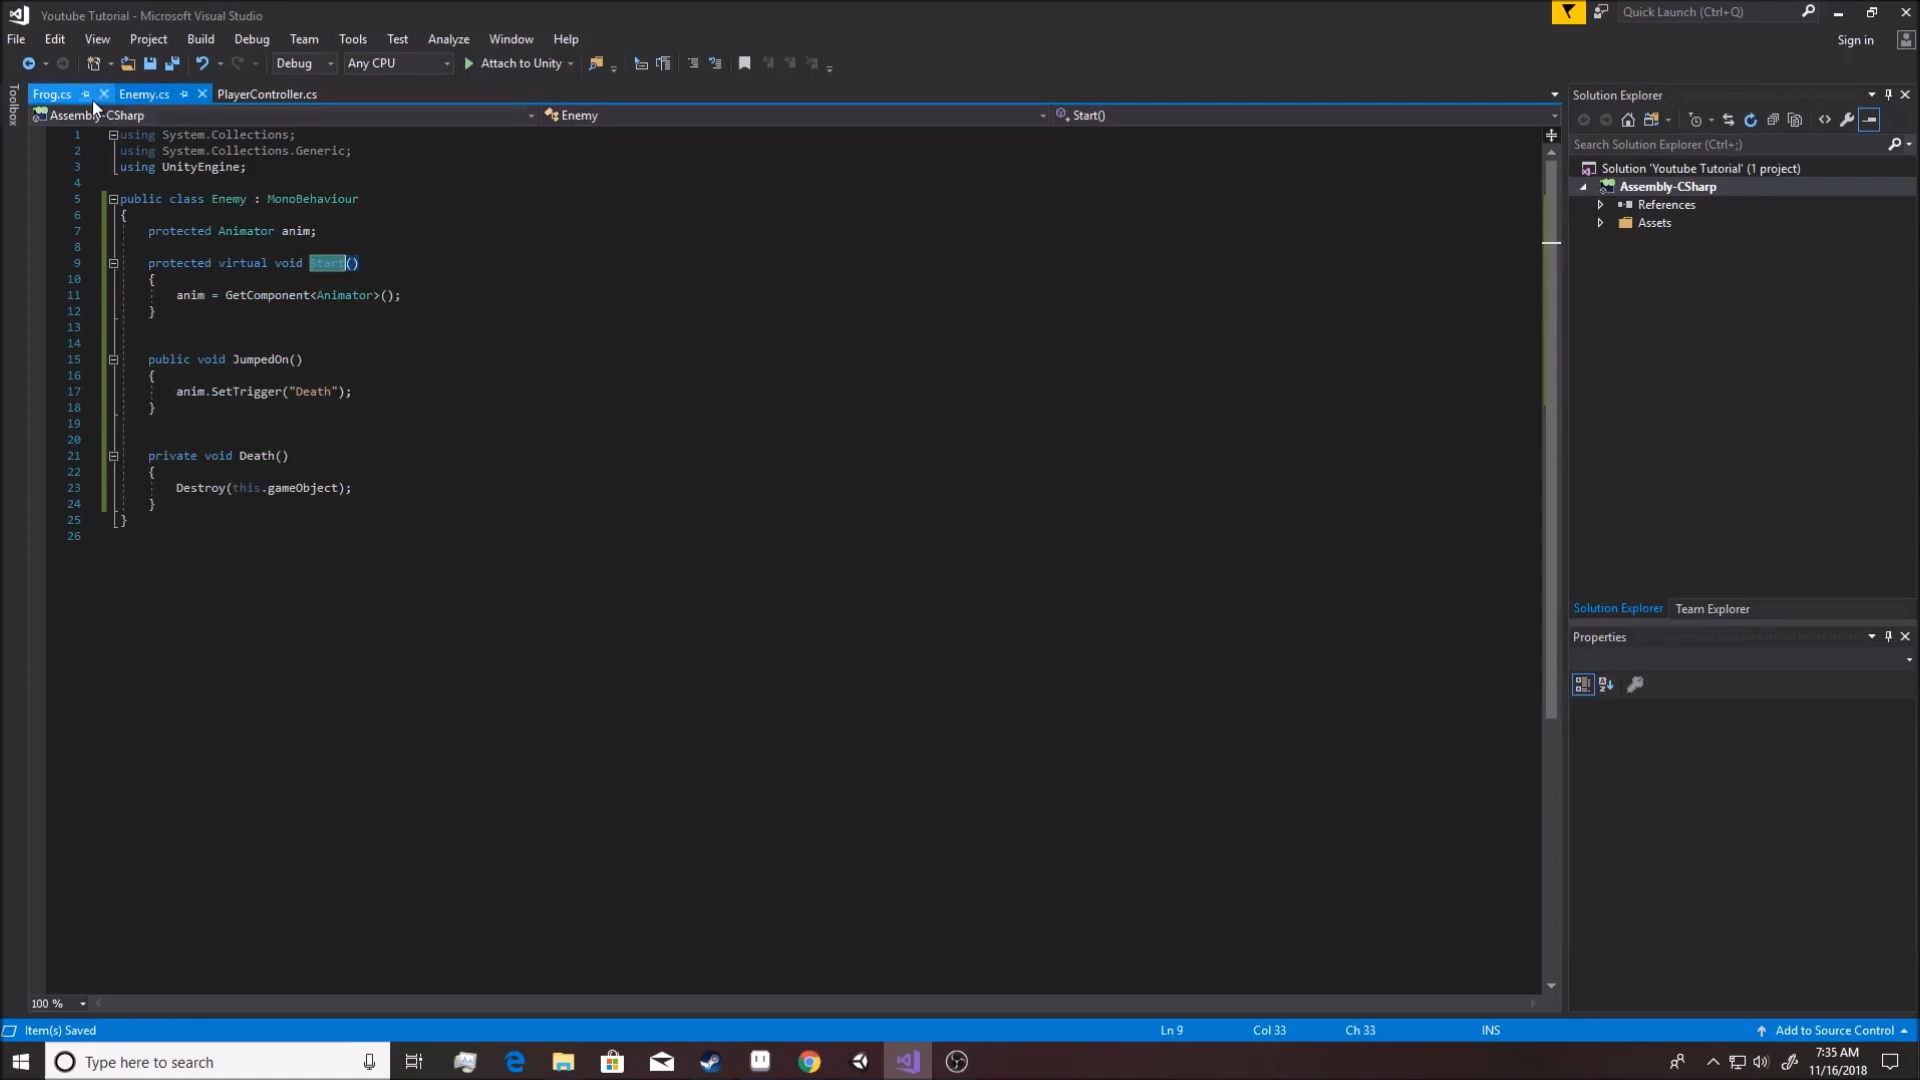 Youtube Tutorial - Microsoft Visual Studio
Quick Launch (Ctrl+Q)
File Edit View Project Build Debug Team Tools Test Analyze Window Help
Sign in
Debug Any CPU Attach to Unity
Toolbox
Frog.cs Enemy.cs PlayerController.cs
Assembly-CSharp Enemy Start()
1 using System.Collections;
2 using System.Collections.Generic;
3 using UnityEngine;
4
5 public class Enemy : MonoBehaviour
6 {
7 protected Animator anim;
8
9 protected virtual void Start()
10 {
11 anim = GetComponent<Animator>();
12 }
13
14
15 public void JumpedOn()
16 {
17 anim.SetTrigger("Death");
18 }
19
20
21 private void Death()
22 {
23 Destroy(this.gameObject);
24 }
25 }
26
100 %
Solution Explorer
Search Solution Explorer (Ctrl+;)
Solution 'Youtube Tutorial' (1 project)
Assembly-CSharp
References
Assets
Solution Explorer Team Explorer
Properties
Item(s) Saved Ln 9 Col 33 Ch 33 INS Add to Source Control
Type here to search
7:35 AM
11/16/2018